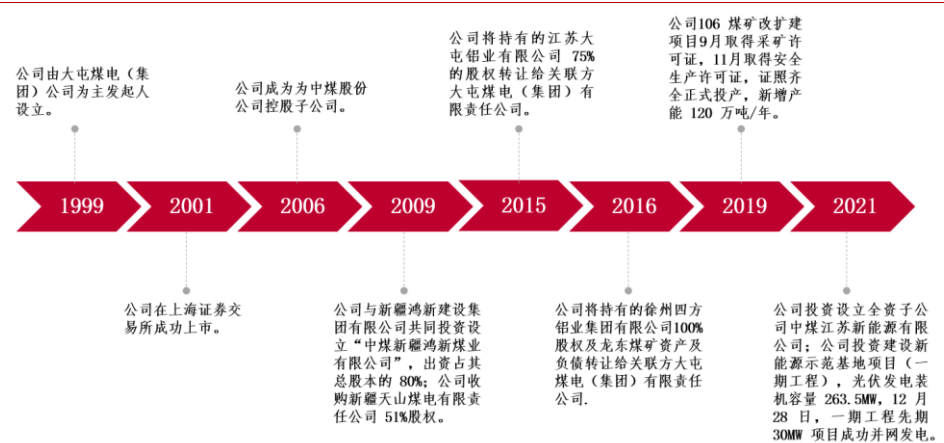 公司由大屯煤电（集
团）公司为主发起人
设立。
公司成为为中煤股份
公司控股子公司。
公司将持有的江苏大
屯铝业有限公司 75%
的股权转让给关联方
大屯煤电（集团）有
限责任公司。
公司106 煤矿改扩建
项目9月取得采矿许
可证，11月取得安全
生产许可证，证照齐
全正式投产，新增产
能 120 万吨/年。
1999
2001
2006
2009
2015
2016
2019
2021
公司在上海证券交
易所成功上市。
公司与新疆鸿新建设集
团有限公司共同投资设
立“中煤新疆鸿新煤业
有限公司”，出资占其
总股本的 80%；公司收
购新疆天山煤电有限责
任公司 51%股权。
公司将持有的徐州四方
铝业集团有限公司100%
股权及龙东煤矿资产及
负债转让给关联方大屯
煤电（集团）有限责任
公司.
公司投资设立全资子公
司中煤江苏新能源有限
公司；公司投资建设新
能源示范基地项目（一
期工程），光伏发电装
机容量 263.5MW，12 月
28 日，一期工程先期
30MW 项目成功并网发电。